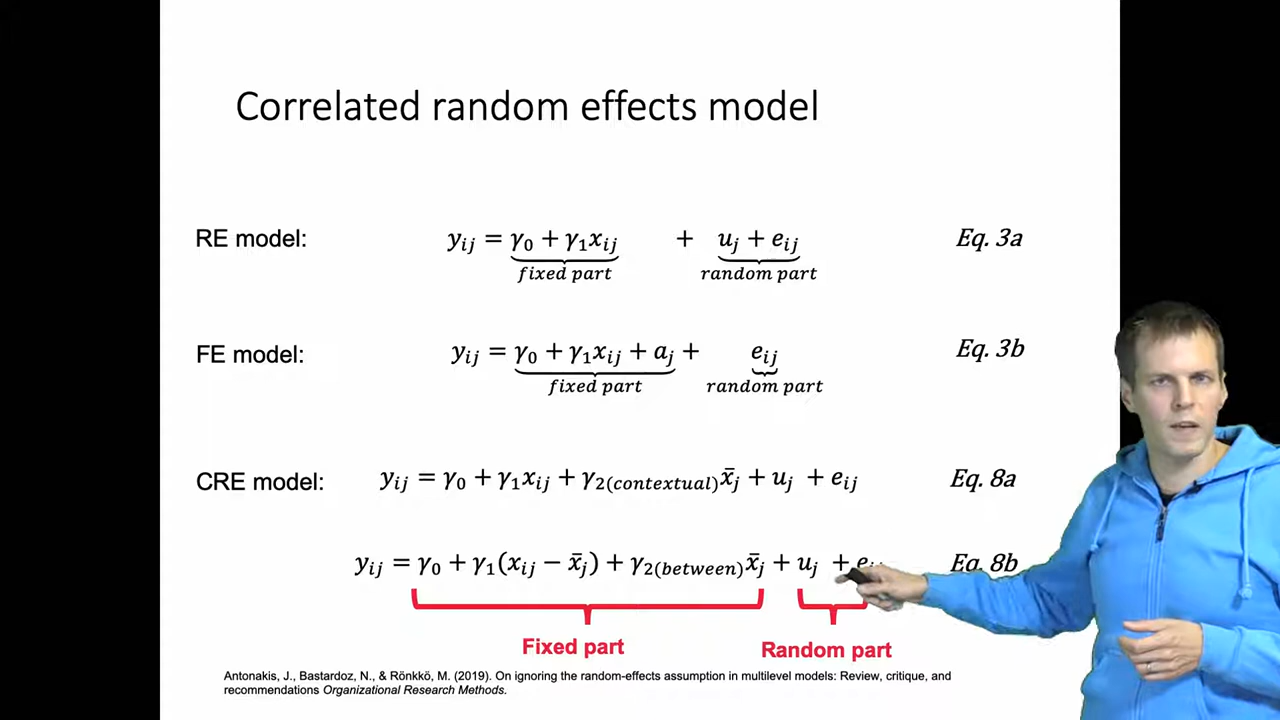 Correlated random effects model
RE model: yᵢⱼ = γ₀ + γ₁xᵢⱼ + uⱼ + eᵢⱼ Eq. 3a
fixed part random part
FE model: yᵢⱼ = γ₀ + γ₁xᵢⱼ + aⱼ + eᵢⱼ Eq. 3b
fixed part random part
CRE model: yᵢⱼ = γ₀ + γ₁xᵢⱼ + γ₂₍contextual₎x̄ⱼ + uⱼ + eᵢⱼ Eq. 8a
yᵢⱼ = γ₀ + γ₁(xᵢⱼ − x̄ⱼ) + γ₂₍between₎x̄ⱼ + uⱼ + eᵢⱼ Eq. 8b
Fixed part Random part
Antonakis, J., Bastardoz, N., & Rönkkö, M. (2019). On ignoring the random-effects assumption in multilevel models: Review, critique, and
recommendations Organizational Research Methods.